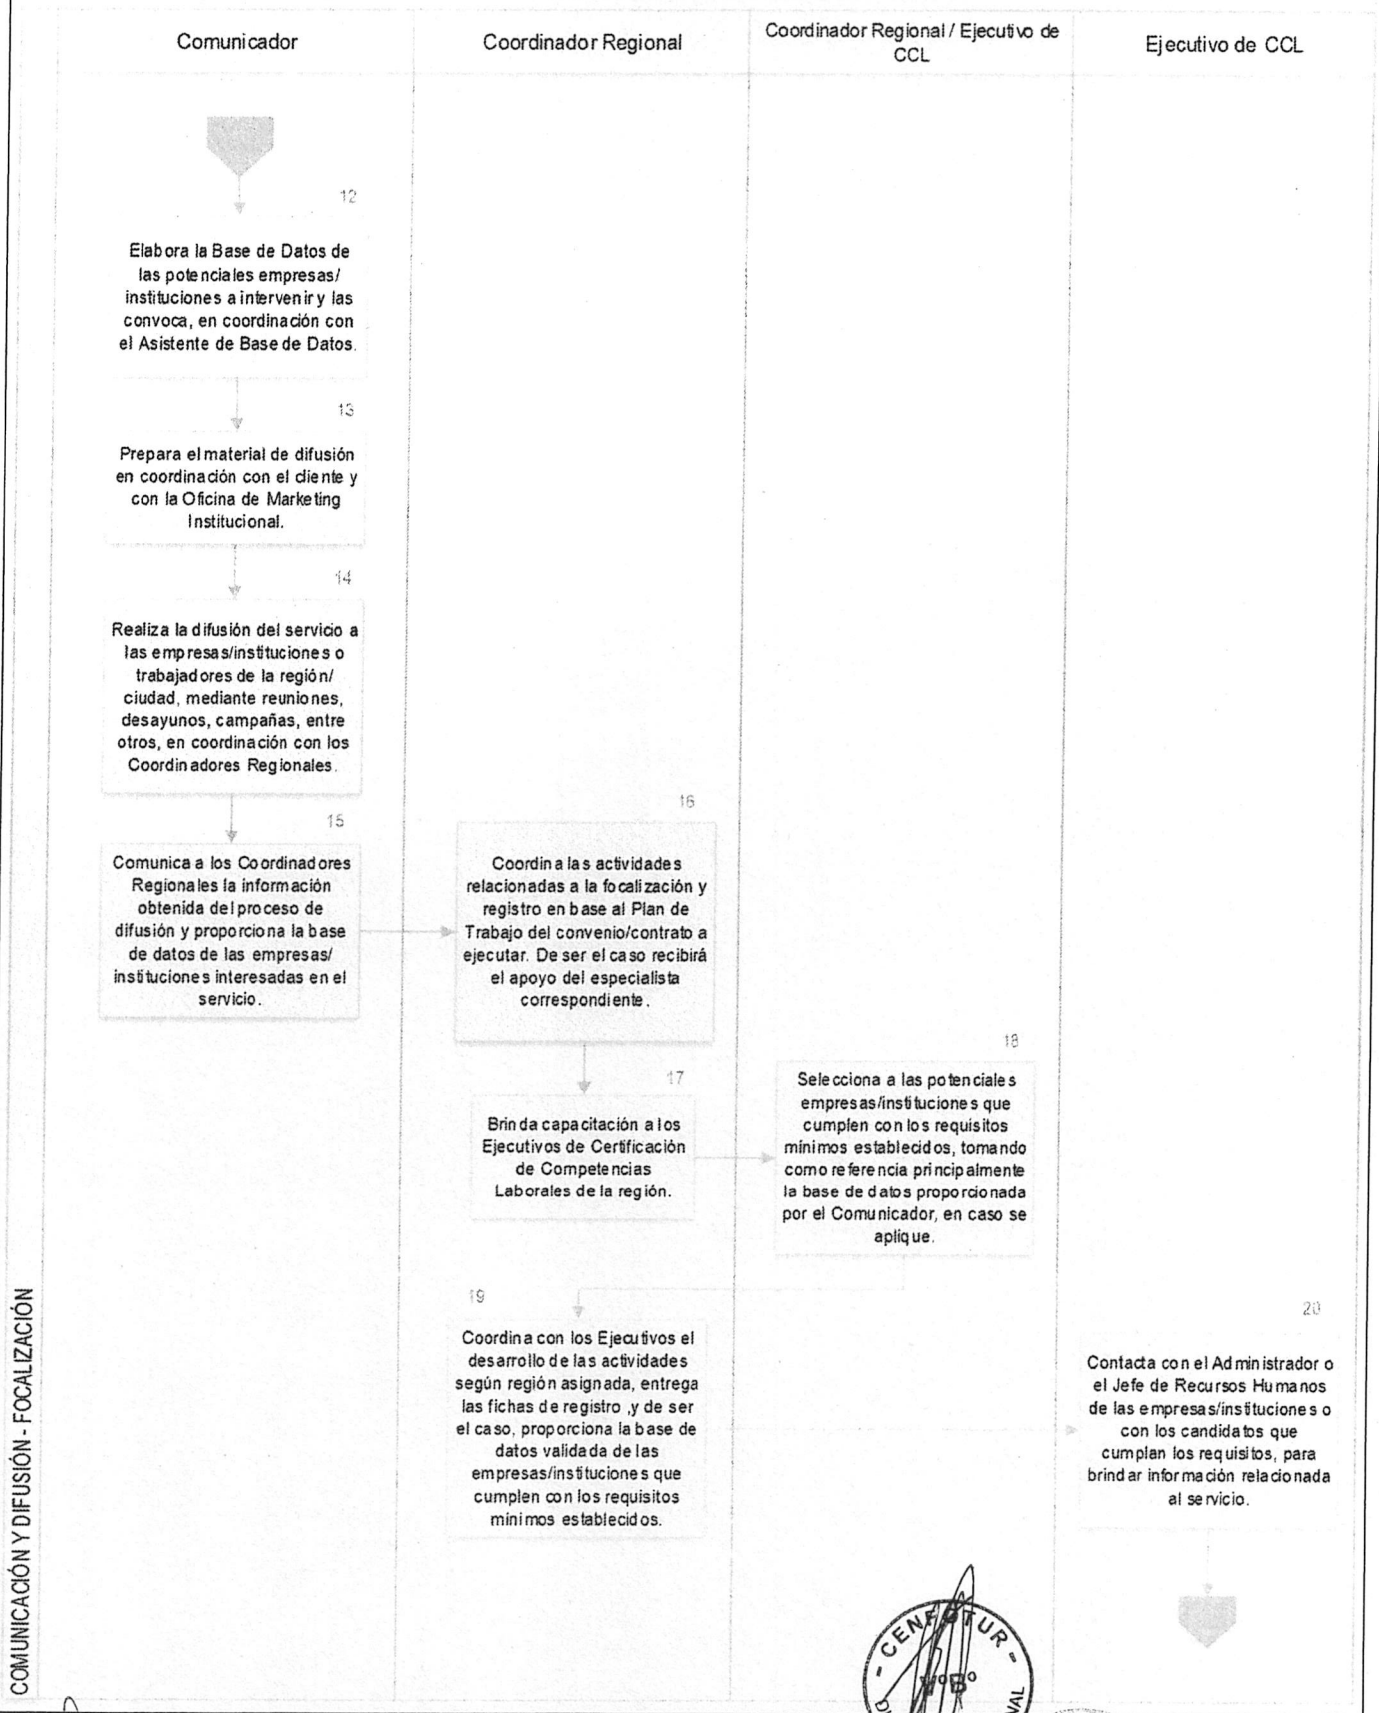 Comunicador
Coordinador Regional
Coordinador Regional / Ejecutivo de
CCL
Ejecutivo de CCL
12
Elabora la Base de Datos de
las potenciales empresas/
instituciones a intervenir y las
convoca, en coordinación con
el Asistente de Base de Datos.
13
Prepara el material de difusión
en coordinación con el cliente y
con la Oficina de Marketing
Institucional.
14
Realiza la difusión del servicio a
las empresas/instituciones o
trabajadores de la región/
ciudad, mediante reuniones,
desayunos, campañas, entre
otros, en coordinación con los
Coordinadores Regionales.
15
Comunica a los Coordinadores
Regionales la información
obtenida del proceso de
difusión y proporciona la base
de datos de las empresas/
instituciones interesadas en el
servicio.
16
Coordina las actividades
relacionadas a la focalización y
registro en base al Plan de
Trabajo del convenio/contrato a
ejecutar. De ser el caso recibirá
el apoyo del especialista
correspondiente.
17
Brinda capacitación a los
Ejecutivos de Certificación
de Competencias
Laborales de la región.
18
Selecciona a las potenciales
empresas/instituciones que
cumplen con los requisitos
mínimos establecidos, tomando
como referencia principalmente
la base de datos proporcionada
por el Comunicador, en caso se
aplique.
19
Coordina con los Ejecutivos el
desarrollo de las actividades
según región asignada, entrega
las fichas de registro ,y de ser
el caso, proporciona la base de
datos validada de las
empresas/instituciones que
cumplen con los requisitos
mínimos establecidos.
20
Contacta con el Administrador o
el Jefe de Recursos Humanos
de las empresas/instituciones o
con los candidatos que
cumplan los requisitos, para
brindar información relacionada
al servicio.
COMUNICACIÓN Y DIFUSIÓN - FOCALIZACIÓN
- CENFOTUR -
V°B°